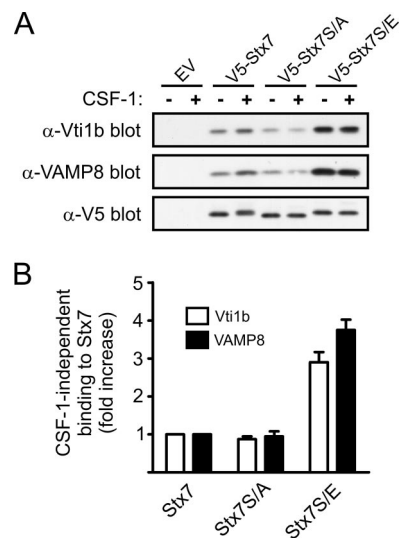 A
EV
V5-Stx7
V5-Stx7S/A
V5-Stx7S/E
CSF-1: - + - + - + - +
α-Vti1b blot
α-VAMP8 blot
α-V5 blot
B
CSF-1-independent
binding to Stx7
(fold increase)
5
4
3
2
1
Vti1b
VAMP8
Stx7
Stx7S/A
Stx7S/E